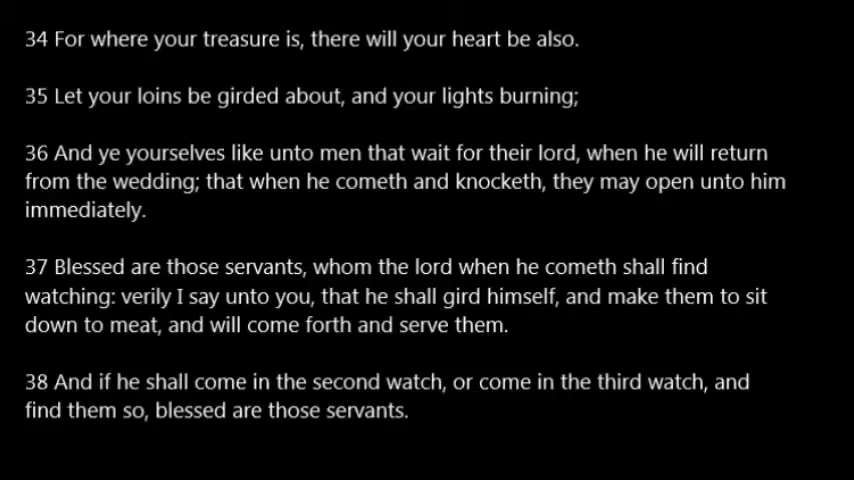 34 For where your treasure is, there will your heart be also.
35 Let your loins be girded about, and your lights burning;
36 And ye yourselves like unto men that wait for their lord, when he will return
from the wedding; that when he cometh and knocketh, they may open unto him
immediately.
37 Blessed are those servants, whom the lord when he cometh shall find
watching: verily I say unto you, that he shall gird himself, and make them to sit
down to meat, and will come forth and serve them.
38 And if he shall come in the second watch, or come in the third watch, and
find them so, blessed are those servants.